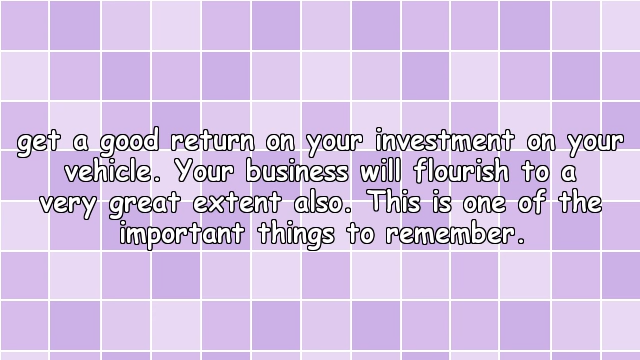 get a good return on your investment on your
vehicle. Your business will flourish to a
very great extent also. This is one of the
important things to remember.